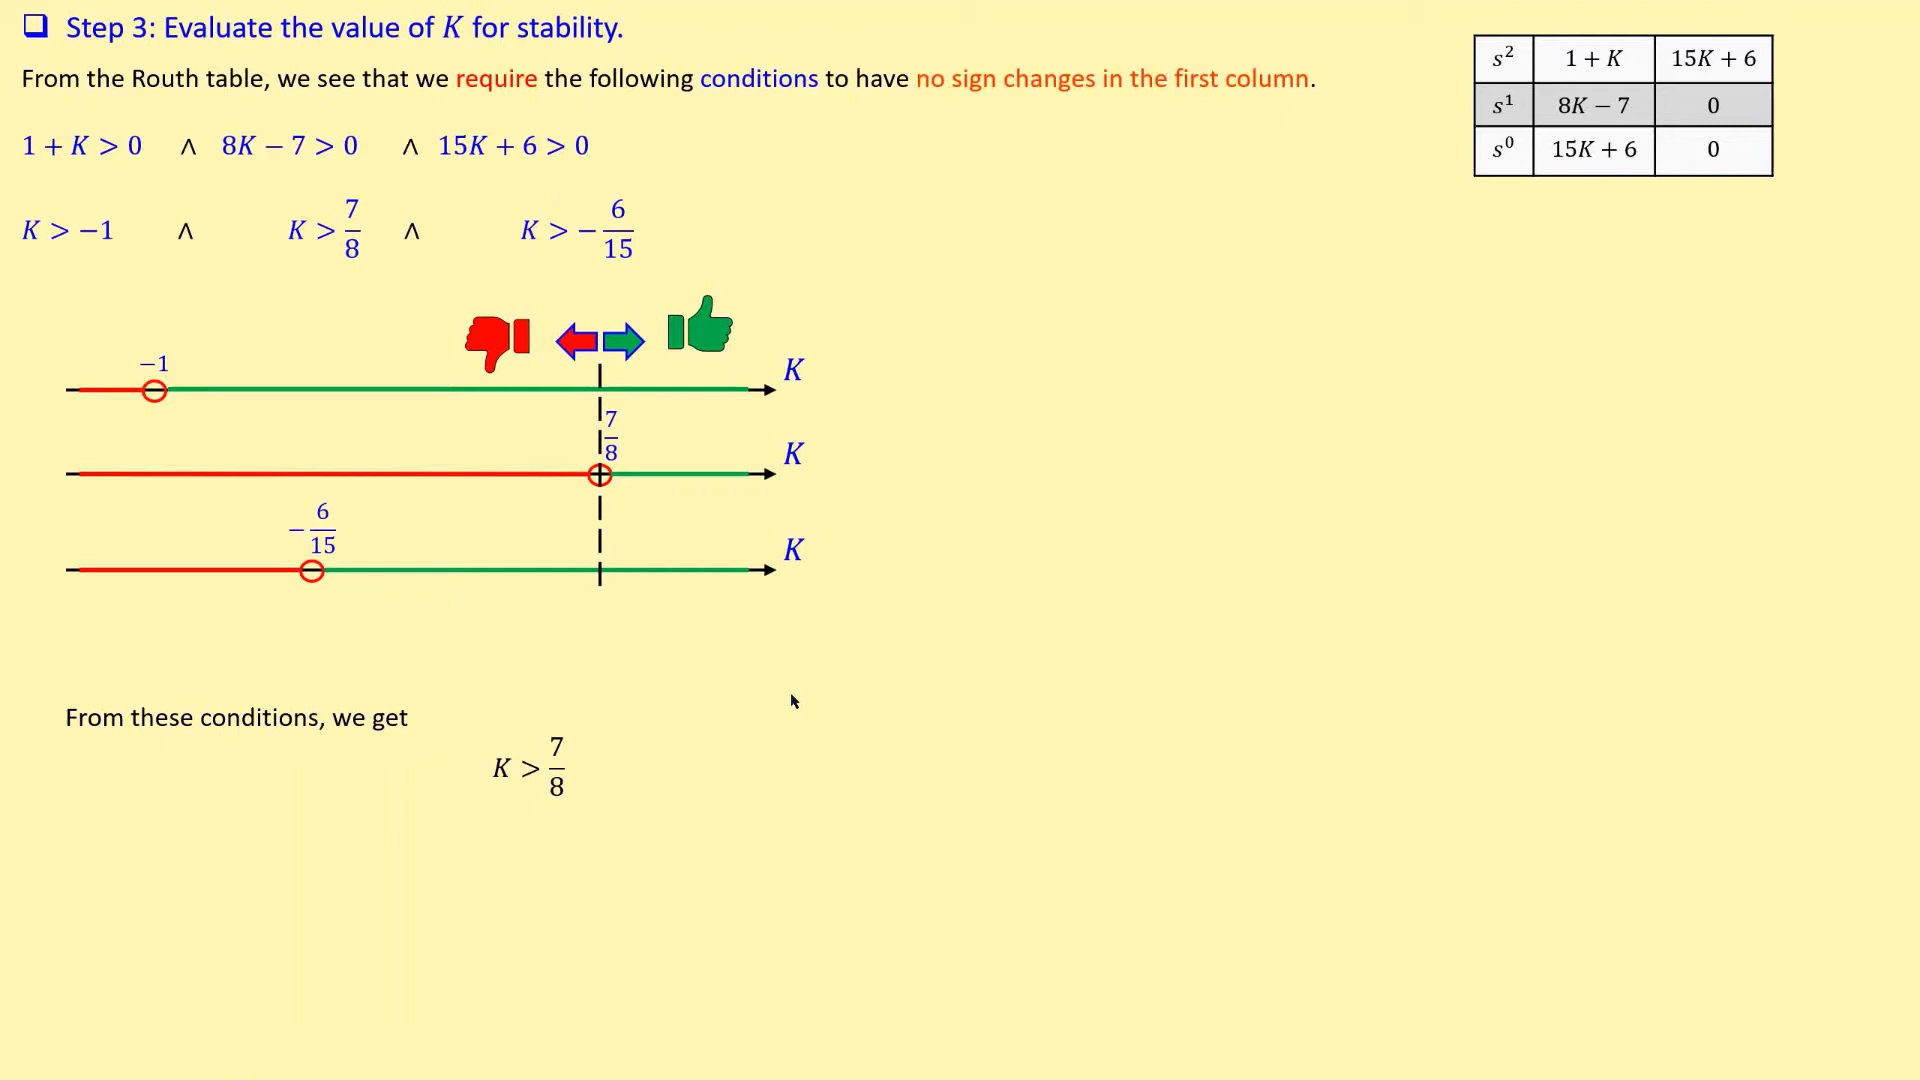 ❑ Step 3: Evaluate the value of K for stability.
From the Routh table, we see that we require the following conditions to have no sign changes in the first column.
s² 1 + K 15K + 6
s¹ 8K − 7 0
s⁰ 15K + 6 0
1 + K > 0 ∧ 8K − 7 > 0 ∧ 15K + 6 > 0
K > −1 ∧ K > 7/8 ∧ K > − 6/15
−1 K
7/8 K
− 6/15 K
From these conditions, we get
K > 7/8